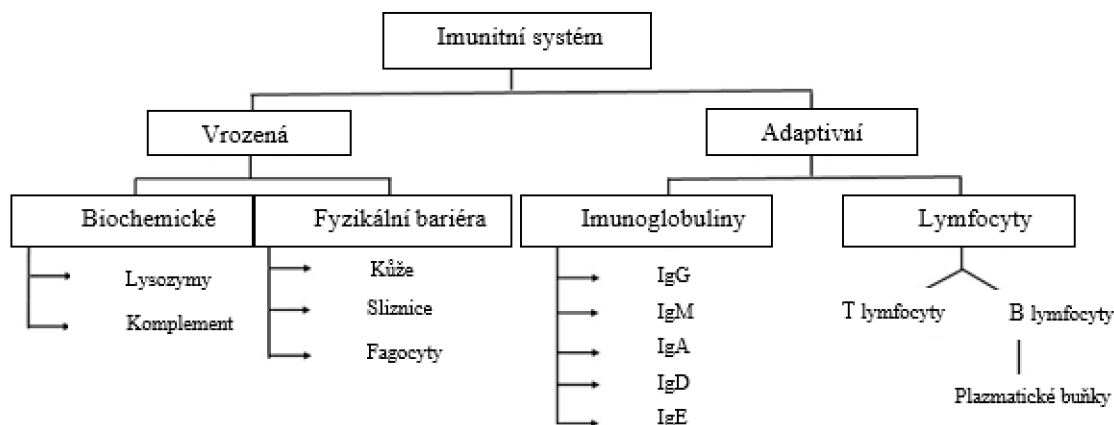 Imunitní systém
Vrozená
Adaptivní
Biochemické
Fyzikální bariéra
Imunoglobuliny
Lymfocyty
Lysozymy
Komplement
Kůže
Sliznice
Fagocyty
IgG
IgM
IgA
IgD
IgE
T lymfocyty
B lymfocyty
Plazmatické buňky